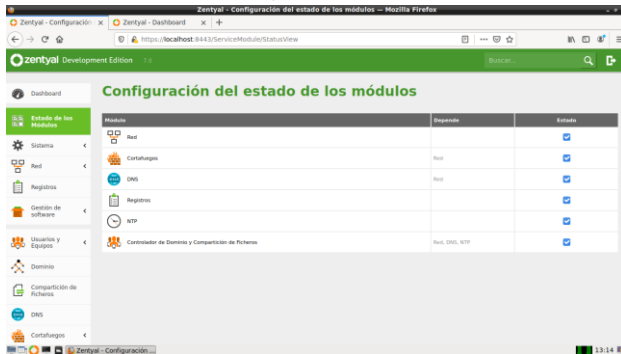 Zentyal - Configuración del estado de los módulos — Mozilla Firefox
Zentyal - Configuración
Zentyal - Dashboard
https://localhost:8443/ServiceModule/StatusView
zentyal Development Edition
Buscar...
Configuración del estado de los módulos
Dashboard
Estado de los
Módulos
Sistema
Red
Registros
Gestión de
software
Usuarios y
Equipos
Dominio
Compartición de
Ficheros
DNS
Cortafuegos
Módulo Depende Estado
Red
Cortafuegos Red
DNS Red
Registros
NTP
Controlador de Dominio y Compartición de Ficheros Red, DNS, NTP
Zentyal - Configuración ...
13:14